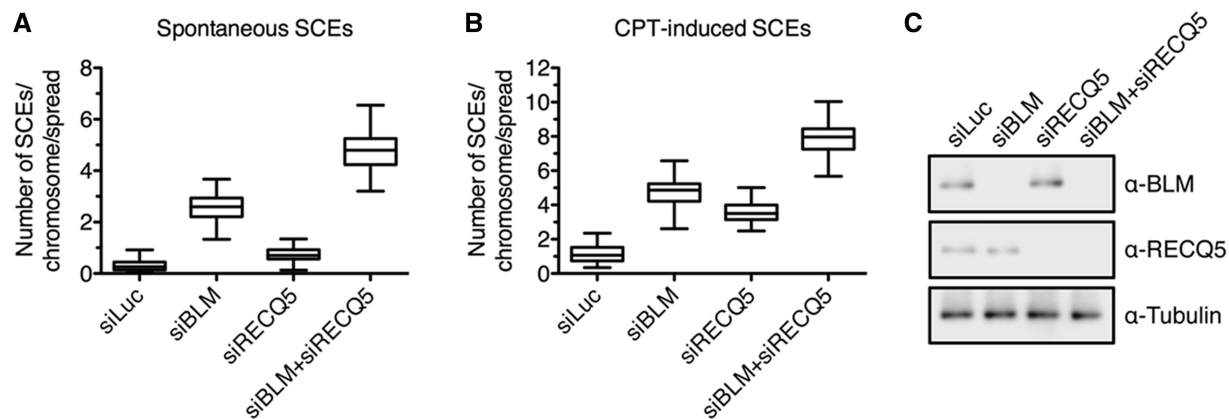 A
Spontaneous SCEs
Number of SCEs/
chromosome/spread
8
6
4
2
0
siLuc
siBLM
siRECQ5
siBLM+siRECQ5
B
CPT-induced SCEs
Number of SCEs/
chromosome/spread
12
10
8
6
4
2
0
siLuc
siBLM
siRECQ5
siBLM+siRECQ5
C
siLuc
siBLM
siRECQ5
siBLM+siRECQ5
α-BLM
α-RECQ5
α-Tubulin